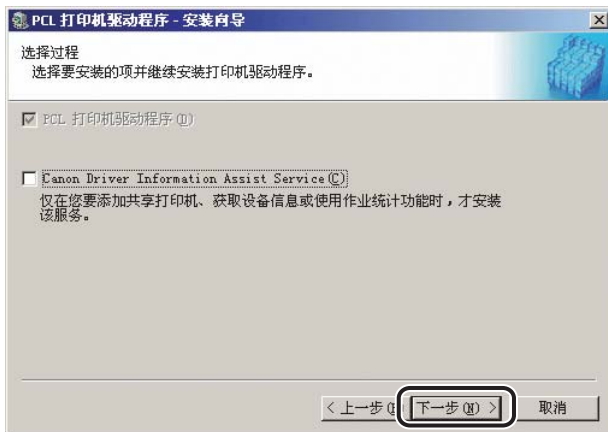 PCL 打印机驱动程序 - 安装向导
选择过程
选择要安装的项并继续安装打印机驱动程序。
PCL 打印机驱动程序(D)
Canon Driver Information Assist Service(C)
仅在您要添加共享打印机、获取设备信息或使用作业统计功能时，才安装
该服务。
< 上一步 下一步(N) > 取消